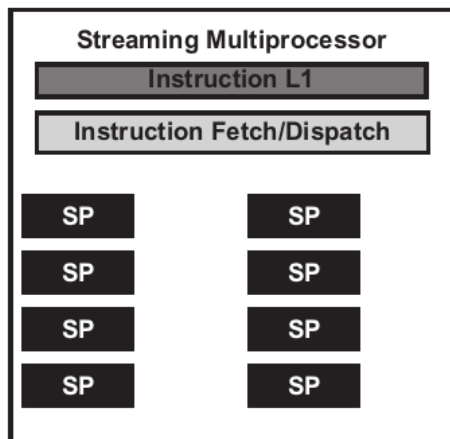 Streaming Multiprocessor
Instruction L1
Instruction Fetch/Dispatch
SP SP
SP SP
SP SP
SP SP